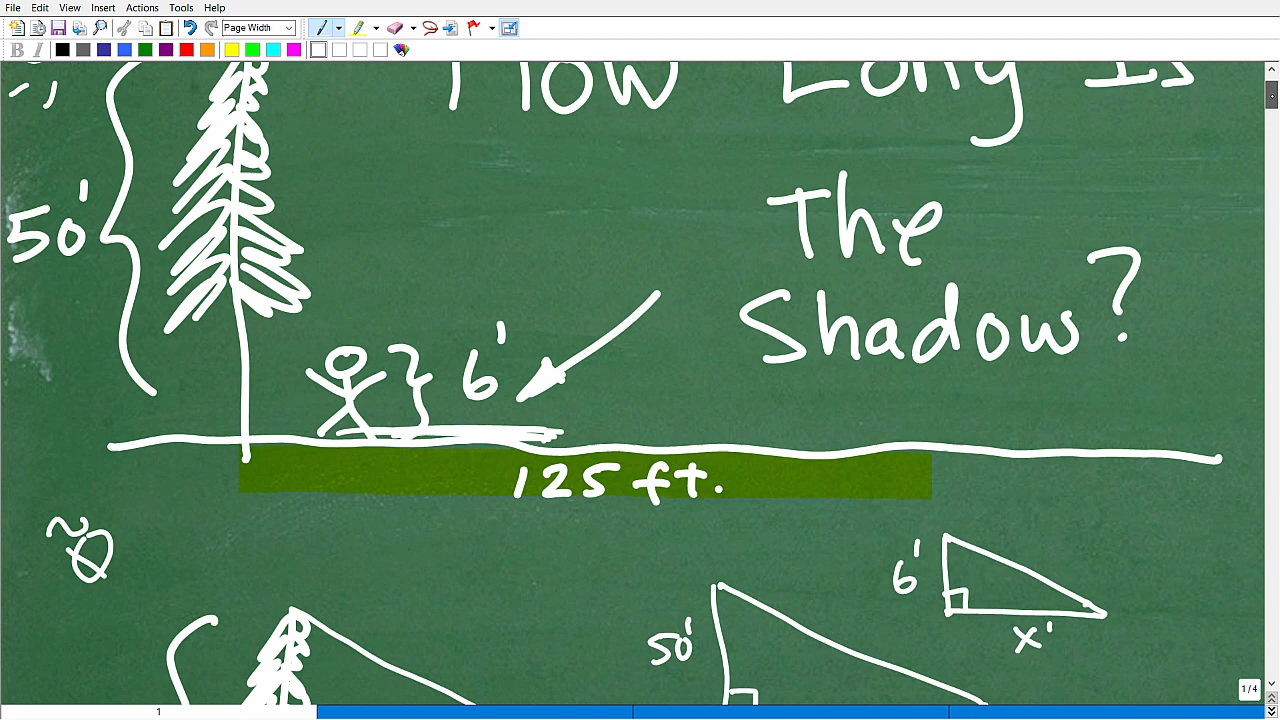 File Edit View Insert Actions Tools Help
Page Width
B I
How Long Is
50'
The
Shadow?
6'
125 ft.
6'
x'
50'
1/4
1